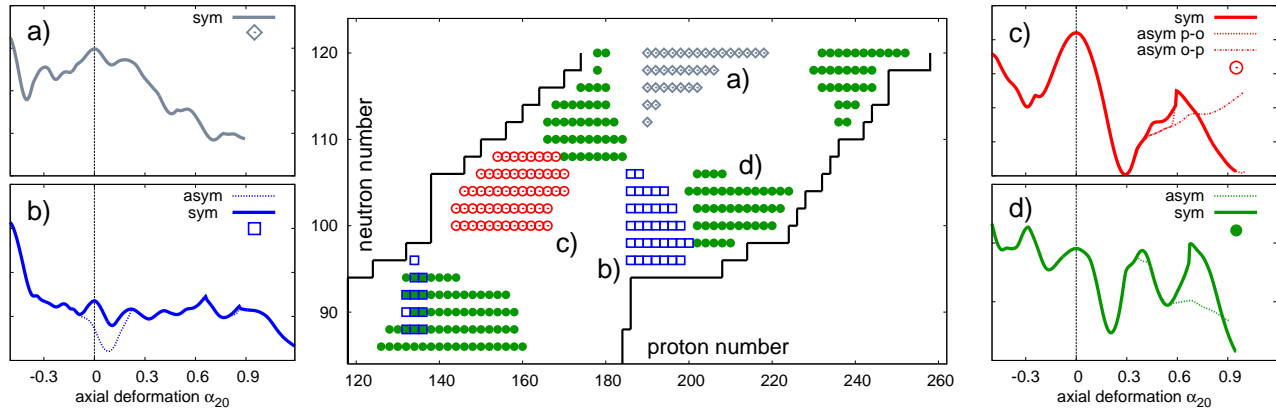 a)
sym
b)
asym
sym
-0.3 0 0.3 0.6 0.9
axial deformation α20
120
110
100
90
neutron number
a)
d)
c)
b)
proton number
120 140 160 180 200 220 240 260
c)
sym
asym p-o
asym o-p
d)
asym
sym
-0.3 0 0.3 0.6 0.9
axial deformation α20